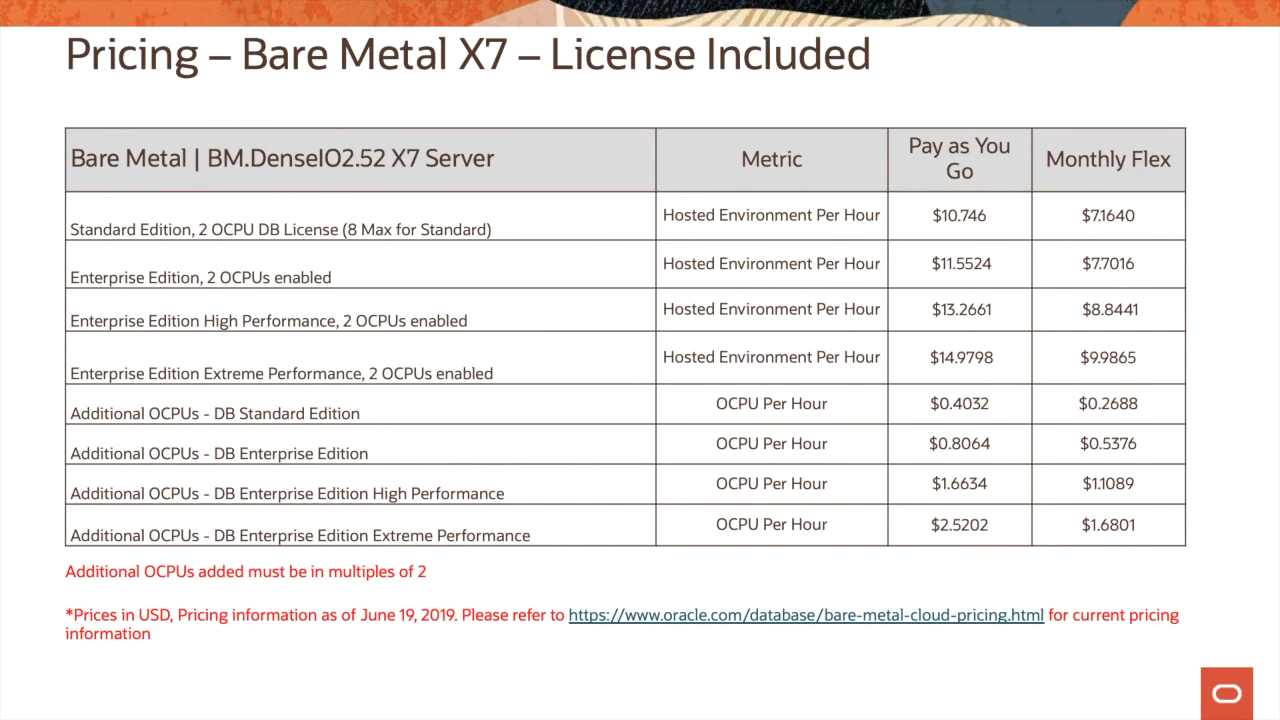 Pricing – Bare Metal X7 – License Included
Bare Metal | BM.DenseIO2.52 X7 Server
Metric
Pay as You
Go
Monthly Flex
Standard Edition, 2 OCPU DB License (8 Max for Standard)
Hosted Environment Per Hour
$10.746
$7.1640
Enterprise Edition, 2 OCPUs enabled
Hosted Environment Per Hour
$11.5524
$7.7016
Enterprise Edition High Performance, 2 OCPUs enabled
Hosted Environment Per Hour
$13.2661
$8.8441
Enterprise Edition Extreme Performance, 2 OCPUs enabled
Hosted Environment Per Hour
$14.9798
$9.9865
Additional OCPUs - DB Standard Edition
OCPU Per Hour
$0.4032
$0.2688
Additional OCPUs - DB Enterprise Edition
OCPU Per Hour
$0.8064
$0.5376
Additional OCPUs - DB Enterprise Edition High Performance
OCPU Per Hour
$1.6634
$1.1089
Additional OCPUs - DB Enterprise Edition Extreme Performance
OCPU Per Hour
$2.5202
$1.6801
Additional OCPUs added must be in multiples of 2
*Prices in USD, Pricing information as of June 19, 2019. Please refer to https://www.oracle.com/database/bare-metal-cloud-pricing.html for current pricing
information